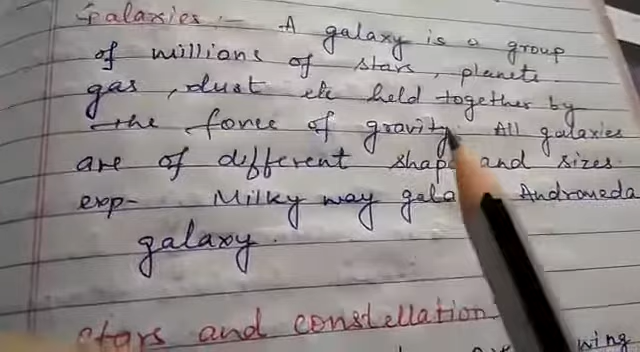 Galaxies :- A galaxy is a group
of millions of stars, planets
gas, dust etc held together by
the force of gravity. All galaxies
are of different shape and sizes.
exp- Milky way gala Andromeda
galaxy.
stars and constellation
wing